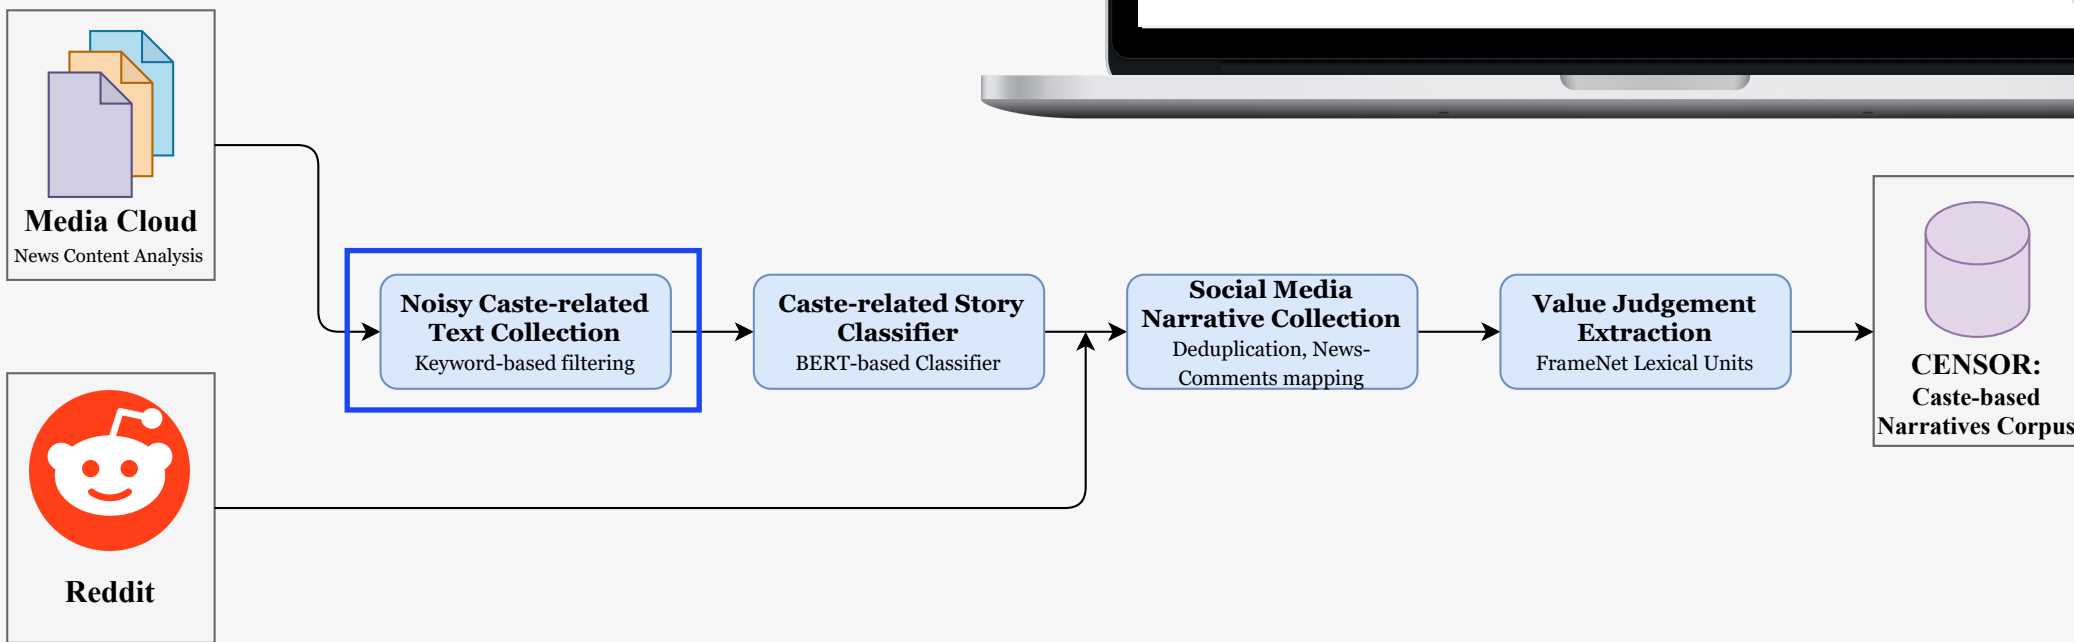 Media Cloud
News Content Analysis
Noisy Caste-related
Text Collection
Keyword-based filtering
Caste-related Story
Classifier
BERT-based Classifier
Social Media
Narrative Collection
Deduplication, News-
Comments mapping
Value Judgement
Extraction
FrameNet Lexical Units
CENSOR:
Caste-based
Narratives Corpus
Reddit